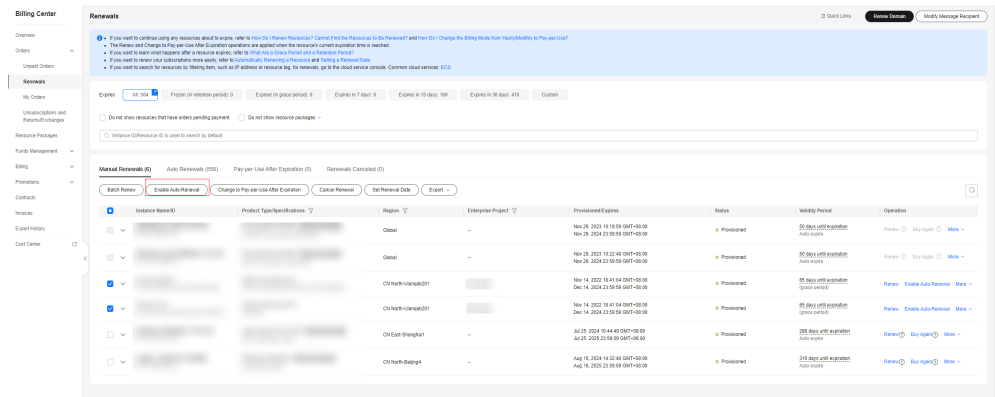 Billing Center
Overview
Orders
Unpaid Orders
Renewals
My Orders
Unsubscriptions and
Returns/Exchanges
Resource Packages
Funds Management
Billing
Promotions
Contracts
Invoices
Export History
Cost Center
Renewals
Quick Links
Renew Domain
Modify Message Recipient
If you want to continue using any resources about to expire, refer to How Do I Renew Resources? Cannot Find the Resources to Be Renewed? and How Do I Change the Billing Mode from Yearly/Monthly to Pay-per-Use?
The Renew and Change to Pay-per-Use After Expiration operations are applied when the resource's current expiration time is reached.
If you want to learn what happens after a resource expires, refer to What Are a Grace Period and a Retention Period?
If you want to renew your subscriptions more easily, refer to Automatically Renewing a Resource and Setting a Renewal Date
If you want to search for resources by filtering item, such as IP address or resource tag, for renewals, go to the cloud service console. Common cloud services: ECS
Expires All: 564 Frozen (in retention period): 0 Expired (in grace period): 0 Expires in 7 days: 0 Expires in 15 days: 169 Expires in 30 days: 418 Custom
Do not show resources that have orders pending payment Do not show resource packages
Instance ID/Resource ID is used to search by default.
Manual Renewals (6) Auto Renewals (558) Pay-per-Use After Expiration (0) Renewals Canceled (0)
Batch Renew Enable Auto-Renewal Change to Pay-per-Use After Expiration Cancel Renewal Set Renewal Date Export
Instance Name/ID Product Type/Specifications Region Enterprise Project Provisioned/Expires Status Validity Period Operation
Global -- Nov 29, 2023 10:18:59 GMT+08:00 Provisioned 50 days until expiration Renew Buy Again More
Nov 29, 2024 23:59:59 GMT+08:00 Auto expire
Global -- Nov 29, 2023 10:22:48 GMT+08:00 Provisioned 50 days until expiration Renew Buy Again More
Nov 29, 2024 23:59:59 GMT+08:00 Auto expire
CN North-Ulanqab201 Nov 14, 2022 18:41:04 GMT+08:00 Provisioned 65 days until expiration Renew Enable Auto-Renewal More
Dec 14, 2024 23:59:59 GMT+08:00 (grace period)
CN North-Ulanqab201 Nov 14, 2022 18:41:04 GMT+08:00 Provisioned 65 days until expiration Renew Enable Auto-Renewal More
Dec 14, 2024 23:59:59 GMT+08:00 (grace period)
CN East-Shanghai1 -- Jul 25, 2024 10:44:49 GMT+08:00 Provisioned 288 days until expiration Renew Buy Again More
Jul 25, 2025 23:59:59 GMT+08:00 Auto expire
CN North-Beijing4 -- Aug 16, 2024 14:32:40 GMT+08:00 Provisioned 310 days until expiration Renew Buy Again More
Aug 16, 2025 23:59:59 GMT+08:00 Auto expire